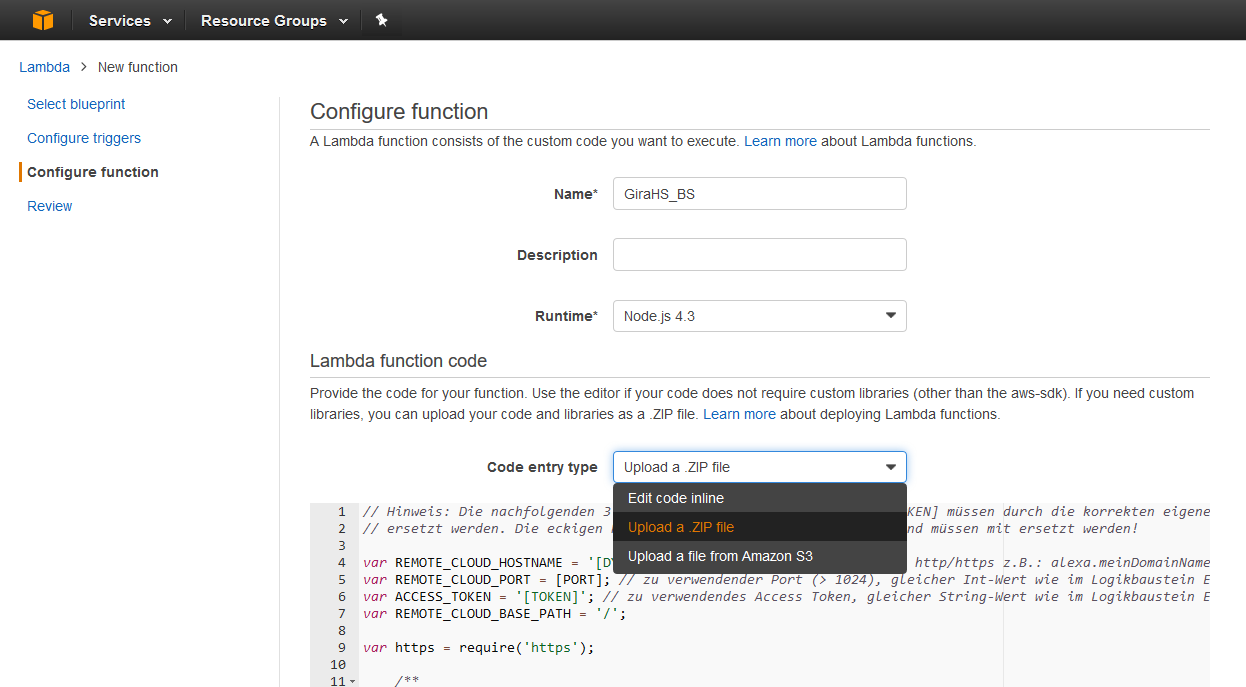 Services Resource Groups
Lambda > New function
Select blueprint
Configure triggers
Configure function
Review
Configure function
A Lambda function consists of the custom code you want to execute. Learn more about Lambda functions.
Name* GiraHS_BS
Description
Runtime* Node.js 4.3
Lambda function code
Provide the code for your function. Use the editor if your code does not require custom libraries (other than the aws-sdk). If you need custom
libraries, you can upload your code and libraries as a .ZIP file. Learn more about deploying Lambda functions.
Code entry type Upload a .ZIP file
Edit code inline
Upload a .ZIP file
Upload a file from Amazon S3
1 // Hinweis: Die nachfolgenden 3 KEN] müssen durch die korrekten eigene
2 // ersetzt werden. Die eckigen nd müssen mit ersetzt werden!
3
4 var REMOTE_CLOUD_HOSTNAME = '[D http/https z.B.: alexa.meinDomainName
5 var REMOTE_CLOUD_PORT = [PORT]; // zu verwendender Port (> 1024), gleicher Int-Wert wie im Logikbaustein E
6 var ACCESS_TOKEN = '[TOKEN]'; // zu verwendendes Access Token, gleicher String-Wert wie im Logikbaustein E
7 var REMOTE_CLOUD_BASE_PATH = '/';
8
9 var https = require('https');
10
11 /**